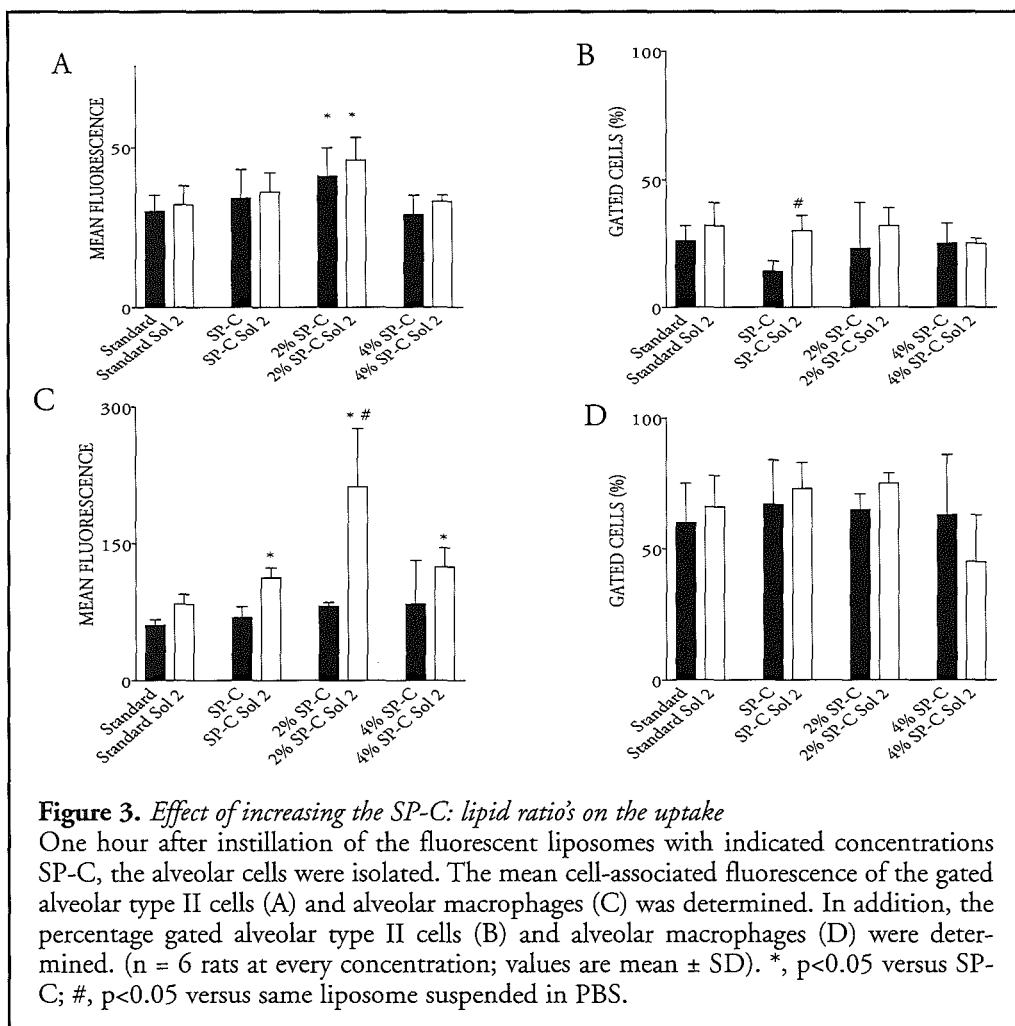 A
MEAN FLUORESCENCE
50
0
* *
Standard
Standard Sol 2
SP-C
SP-C Sol 2
2% SP-C
2% SP-C Sol 2
4% SP-C
4% SP-C Sol 2
B
GATED CELLS (%)
100
50
0
#
Standard
Standard Sol 2
SP-C
SP-C Sol 2
2% SP-C
2% SP-C Sol 2
4% SP-C
4% SP-C Sol 2
C
MEAN FLUORESCENCE
300
150
0
*
* #
*
Standard
Standard Sol 2
SP-C
SP-C Sol 2
2% SP-C
2% SP-C Sol 2
4% SP-C
4% SP-C Sol 2
D
GATED CELLS (%)
100
50
0
Standard
Standard Sol 2
SP-C
SP-C Sol 2
2% SP-C
2% SP-C Sol 2
4% SP-C
4% SP-C Sol 2
Figure 3. Effect of increasing the SP-C: lipid ratio's on the uptake
One hour after instillation of the fluorescent liposomes with indicated concentrations
SP-C, the alveolar cells were isolated. The mean cell-associated fluorescence of the gated
alveolar type II cells (A) and alveolar macrophages (C) was determined. In addition, the
percentage gated alveolar type II cells (B) and alveolar macrophages (D) were deter-
mined. (n = 6 rats at every concentration; values are mean ± SD). *, p<0.05 versus SP-
C; #, p<0.05 versus same liposome suspended in PBS.